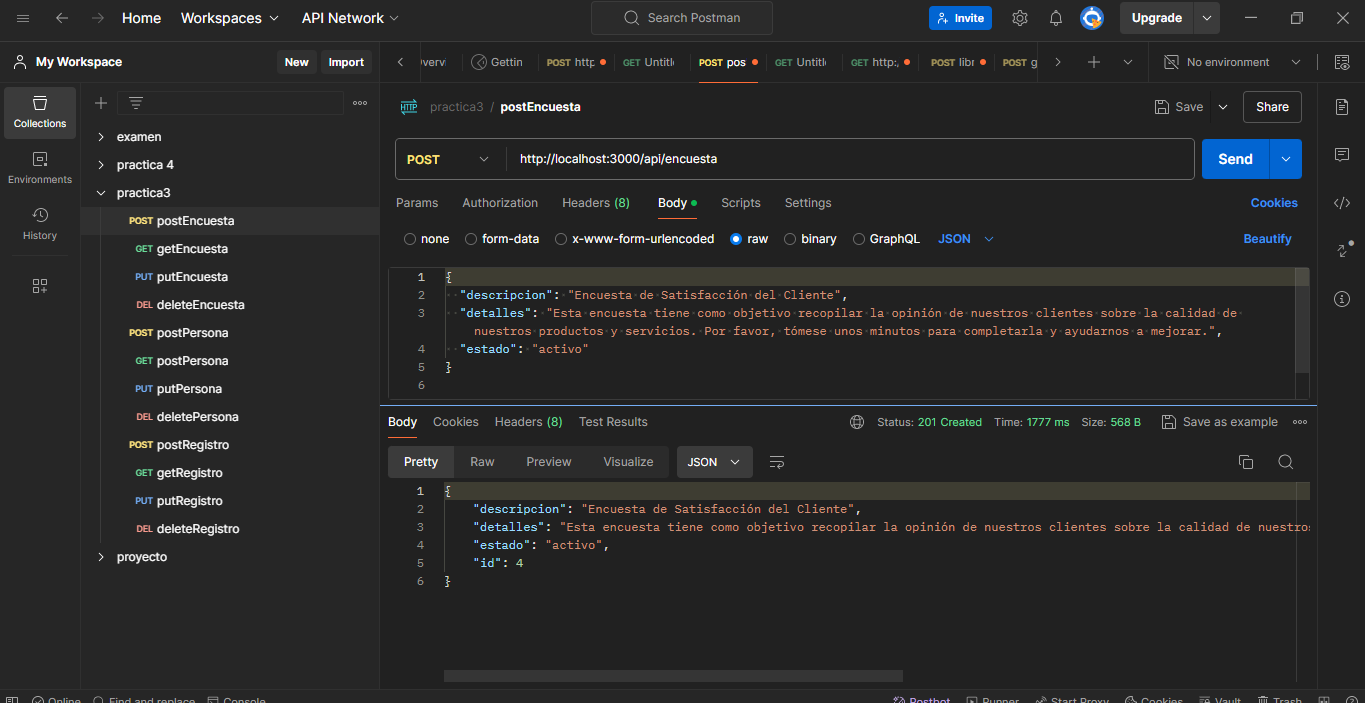 Home Workspaces API Network Search Postman Invite Upgrade
My Workspace New Import
Gettin POST http GET Untitl POST pos GET Untitl GET http:, POST libr POST g No environment
Collections
Environments
History
examen
practica 4
practica3
POST postEncuesta
GET getEncuesta
PUT putEncuesta
DEL deleteEncuesta
POST postPersona
GET postPersona
PUT putPersona
DEL deletePersona
POST postRegistro
GET getRegistro
PUT putRegistro
DEL deleteRegistro
proyecto
HTTP practica3 / postEncuesta Save Share
POST http://localhost:3000/api/encuesta Send
Params Authorization Headers (8) Body Scripts Settings Cookies
none form-data x-www-form-urlencoded raw binary GraphQL JSON Beautify
1 {
2 "descripcion": "Encuesta de Satisfacción del Cliente",
3 "detalles": "Esta encuesta tiene como objetivo recopilar la opinión de nuestros clientes sobre la calidad de
nuestros productos y servicios. Por favor, tómese unos minutos para completarla y ayudarnos a mejorar.",
4 "estado": "activo"
5 }
6
Body Cookies Headers (8) Test Results Status: 201 Created Time: 1777 ms Size: 568 B Save as example
Pretty Raw Preview Visualize JSON
1 {
2 "descripcion": "Encuesta de Satisfacción del Cliente",
3 "detalles": "Esta encuesta tiene como objetivo recopilar la opinión de nuestros clientes sobre la calidad de nuestros
4 "estado": "activo",
5 "id": 4
6 }
Online Find and replace Console Postbot Runner Start Proxy Cookies Vault Trash